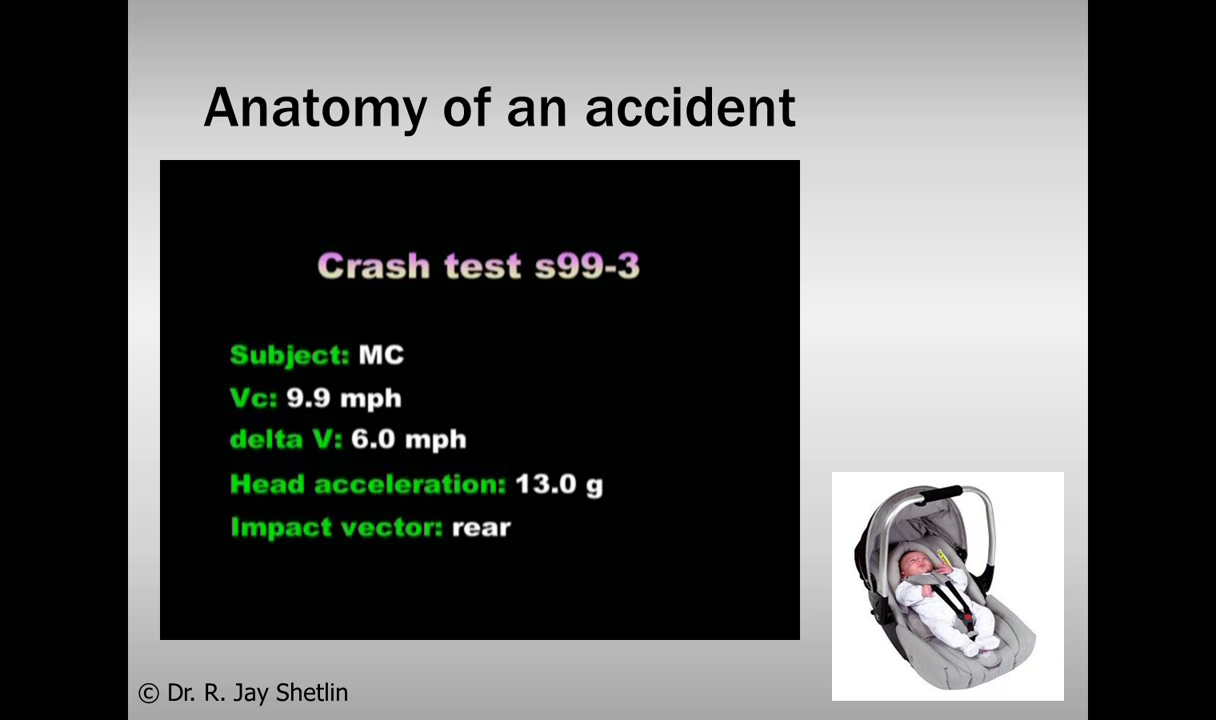 Anatomy of an accident
Crash test s99-3
Subject: MC
Vc: 9.9 mph
delta V: 6.0 mph
Head acceleration: 13.0 g
Impact vector: rear
© Dr. R. Jay Shetlin